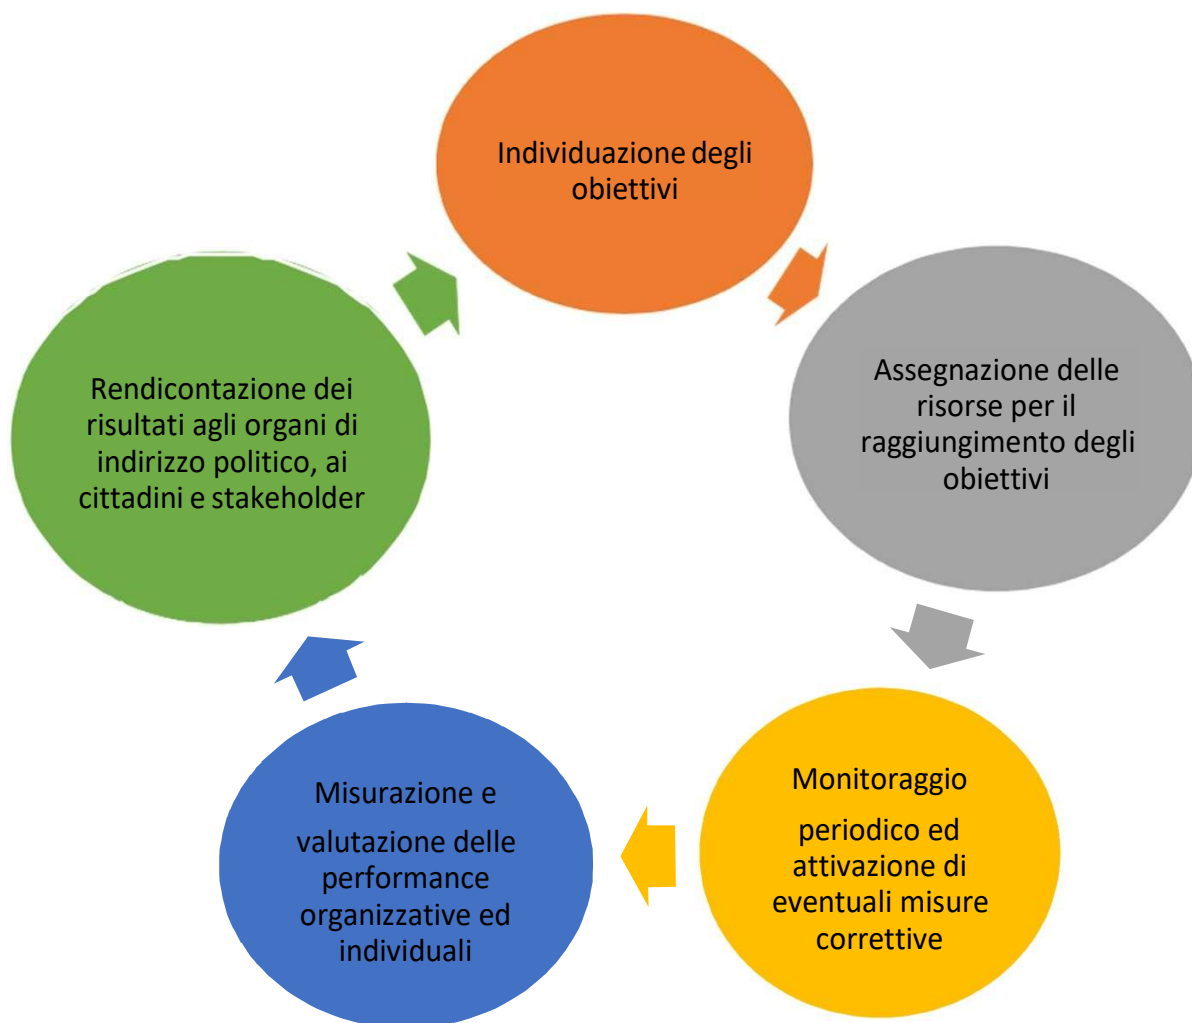 Individuazione degli
obiettivi
Assegnazione delle
risorse per il
raggiungimento degli
obiettivi
Monitoraggio
periodico ed
attivazione di
eventuali misure
correttive
Misurazione e
valutazione delle
performance
organizzative ed
individuali
Rendicontazione dei
risultati agli organi di
indirizzo politico, ai
cittadini e stakeholder